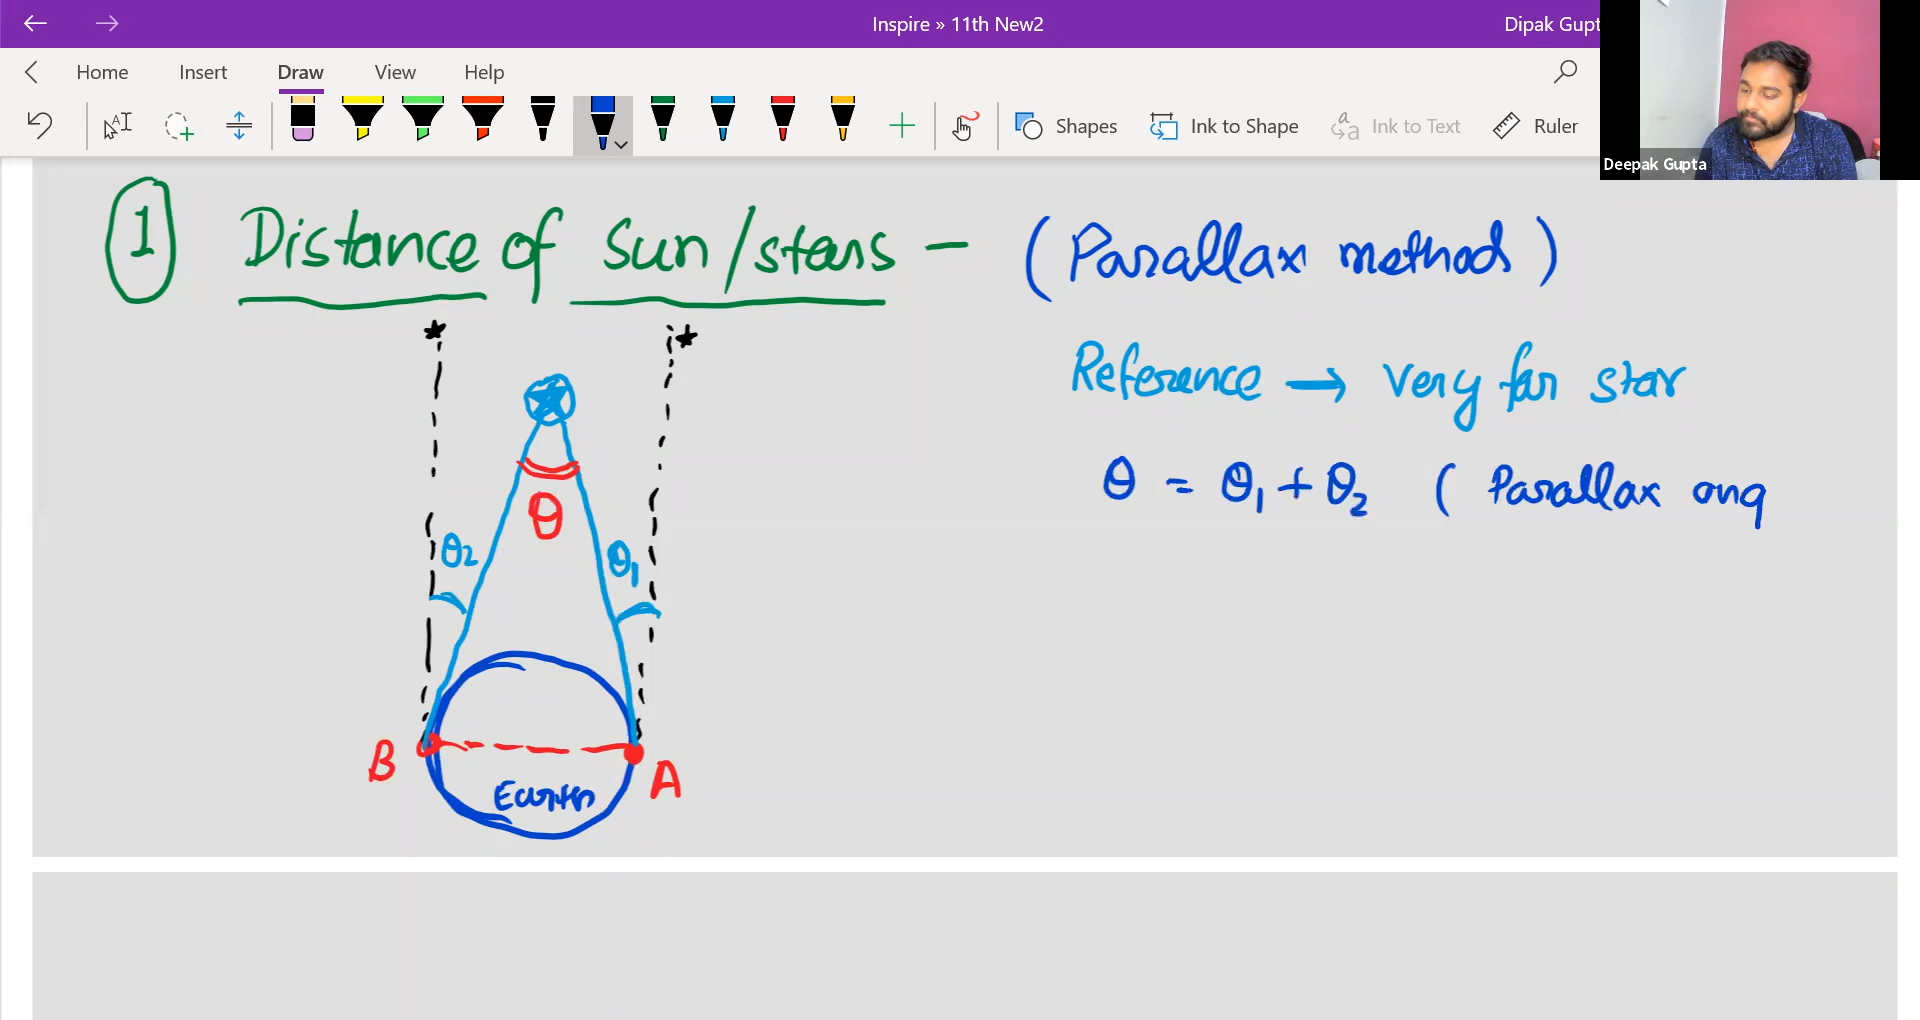 Inspire » 11th New2
Dipak Gupt
Home Insert Draw View Help
Shapes Ink to Shape Ink to Text Ruler
Deepak Gupta
1 Distance of Sun/stars - (Parallax method)
Reference → Very far star
θ = θ1 + θ2 ( Parallax ang
θ
θ2 θ1
B A
Earth